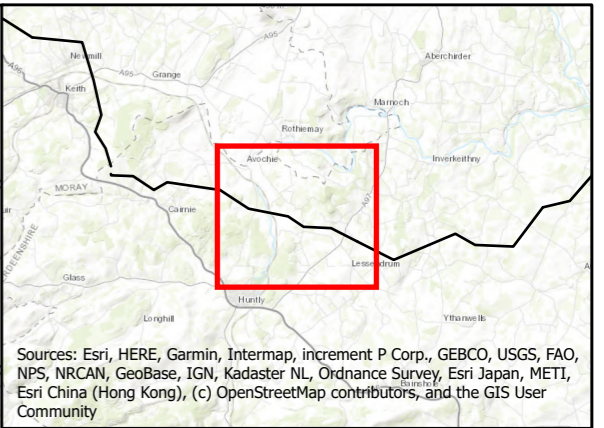 A95
Aberchirder
Newmill
A96
A95
Grange
Keith
Marnoch
Rothiemay
Avochie
Inverkeithny
MORAY
A97
Cairnie
Lessendrum
Glass
Huntly
Longhill
Ythanwells
Sources: Esri, HERE, Garmin, Intermap, increment P Corp., GEBCO, USGS, FAO,
NPS, NRCAN, GeoBase, IGN, Kadaster NL, Ordnance Survey, Esri Japan, METI,
Esri China (Hong Kong), (c) OpenStreetMap contributors, and the GIS User
Community